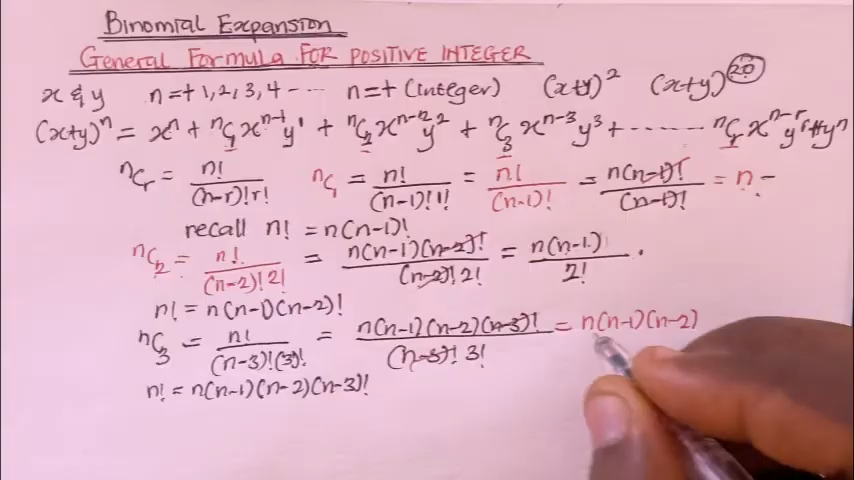 Binomial Expansion
General Formula FOR POSITIVE INTEGER
x & y n = + 1, 2, 3, 4 - ... n = + (integer) (x+y)² (x+y)²⁰
(x+y)ⁿ = xⁿ + ⁿC₁xⁿ⁻¹y¹ + ⁿC₂xⁿ⁻²y² + ⁿC₃xⁿ⁻³y³ + ------ ⁿCᵣxⁿ⁻ʳyʳ + yⁿ
ⁿCᵣ = n!/(n-r)!r! ⁿC₁ = n!/(n-1)!1! = n!/(n-1)! = n(n-1)!/(n-1)! = n
recall n! = n(n-1)!
ⁿC₂ = n!/(n-2)!2! = n(n-1)(n-2)!/(n-2)!2! = n(n-1)/2!
n! = n(n-1)(n-2)!
ⁿC₃ = n!/(n-3)!(3)! = n(n-1)(n-2)(n-3)!/(n-3)!3! = n(n-1)(n-2)
n! = n(n-1)(n-2)(n-3)!